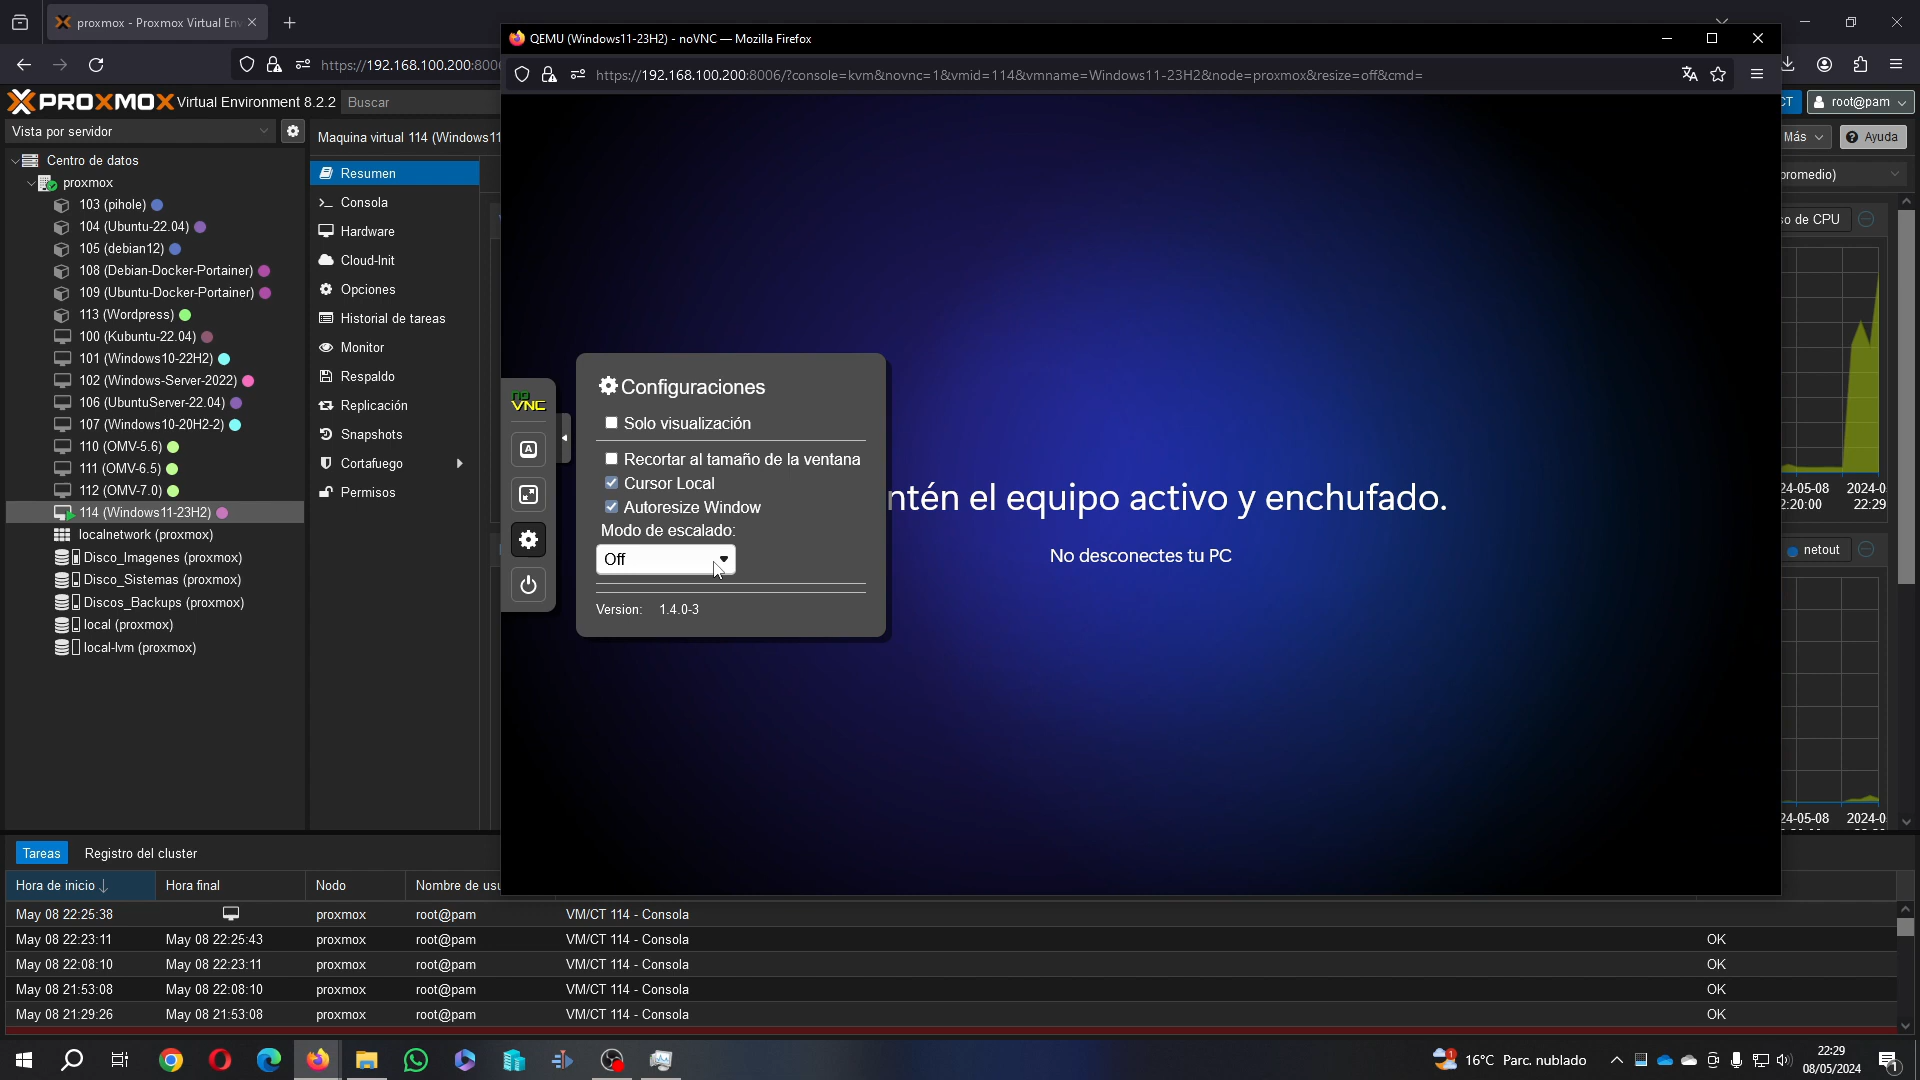 proxmox - Proxmox Virtual En
QEMU (Windows11-23H2) - noVNC — Mozilla Firefox
https://192.168.100.200:800
https://192.168.100.200:8006/?console=kvm&novnc=1&vmid=114&vmname=Windows11-23H2&node=proxmox&resize=off&cmd=
PROXMOX Virtual Environment 8.2.2
Buscar
CT
root@pam
Vista por servidor
Maquina virtual 114 (Windows11
Más
Ayuda
Centro de datos
proxmox
103 (pihole)
104 (Ubuntu-22.04)
105 (debian12)
108 (Debian-Docker-Portainer)
109 (Ubuntu-Docker-Portainer)
113 (Wordpress)
100 (Kubuntu-22.04)
101 (Windows10-22H2)
102 (Windows-Server-2022)
106 (UbuntuServer-22.04)
107 (Windows10-20H2-2)
110 (OMV-5.6)
111 (OMV-6.5)
112 (OMV-7.0)
114 (Windows11-23H2)
localnetwork (proxmox)
Disco_Imagenes (proxmox)
Disco_Sistemas (proxmox)
Discos_Backups (proxmox)
local (proxmox)
local-lvm (proxmox)
Resumen
Consola
Hardware
Cloud-Init
Opciones
Historial de tareas
Monitor
Respaldo
Replicación
Snapshots
Cortafuego
Permisos
noVNC
A
Configuraciones
Solo visualización
Recortar al tamaño de la ventana
Cursor Local
Autoresize Window
Modo de escalado:
Off
Version: 1.4.0-3
ntén el equipo activo y enchufado.
No desconectes tu PC
promedio)
so de CPU
24-05-08 2024-0
2:20:00 22:29
netout
24-05-08 2024-0
Tareas
Registro del cluster
Hora de inicio Hora final Nodo Nombre de usu
May 08 22:25:38 proxmox root@pam VM/CT 114 - Consola
May 08 22:23:11 May 08 22:25:43 proxmox root@pam VM/CT 114 - Consola OK
May 08 22:08:10 May 08 22:23:11 proxmox root@pam VM/CT 114 - Consola OK
May 08 21:53:08 May 08 22:08:10 proxmox root@pam VM/CT 114 - Consola OK
May 08 21:29:26 May 08 21:53:08 proxmox root@pam VM/CT 114 - Consola OK
1
16°C Parc. nublado
22:29
08/05/2024
1